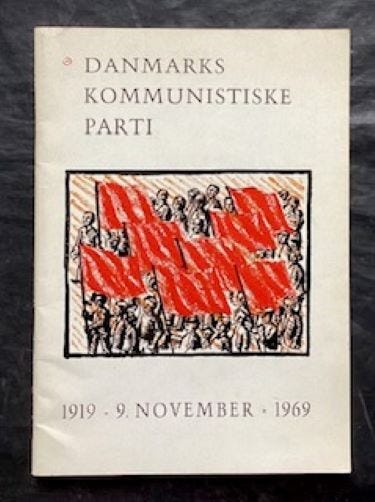 DANMARKS
KOMMUNISTISKE
PARTI
1919 · 9. NOVEMBER · 1969